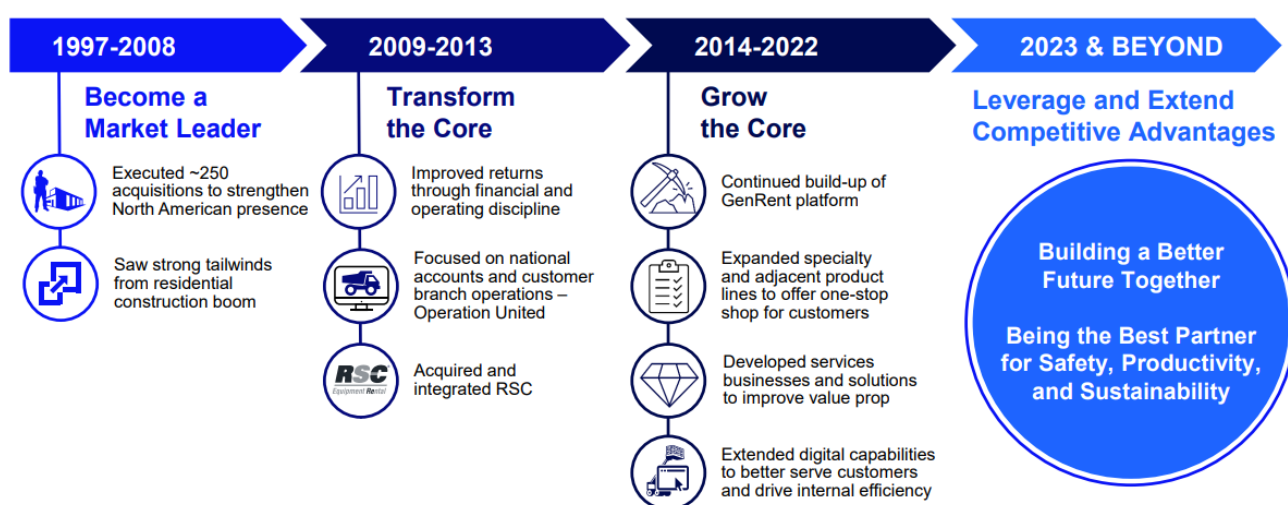 1997-2008
Become a
Market Leader
Executed ~250
acquisitions to strengthen
North American presence
Saw strong tailwinds
from residential
construction boom
2009-2013
Transform
the Core
Improved returns
through financial and
operating discipline
Focused on national
accounts and customer
branch operations –
Operation United
RSC
Equipment Rental
Acquired and
integrated RSC
2014-2022
Grow
the Core
Continued build-up of
GenRent platform
Expanded specialty
and adjacent product
lines to offer one-stop
shop for customers
Developed services
businesses and solutions
to improve value prop
Extended digital capabilities
to better serve customers
and drive internal efficiency
2023 & BEYOND
Leverage and Extend
Competitive Advantages
Building a Better
Future Together
Being the Best Partner
for Safety, Productivity,
and Sustainability